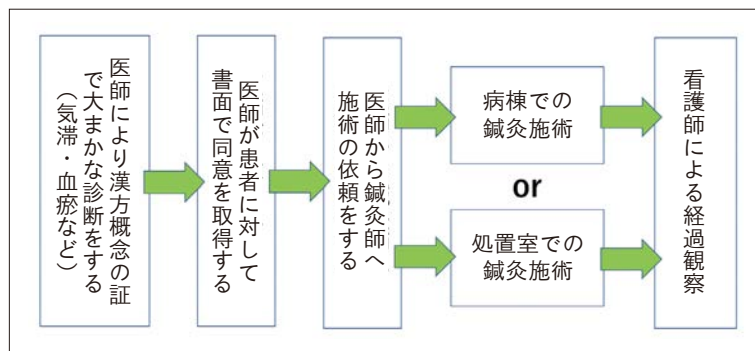 医師により漢方概念の証
で大まかな診断をする
（気滞・血瘀など）
医師が患者に対して
書面で同意を取得する
医師から鍼灸師へ
施術の依頼をする
病棟での
鍼灸施術
or
処置室での
鍼灸施術
看護師による経過観察